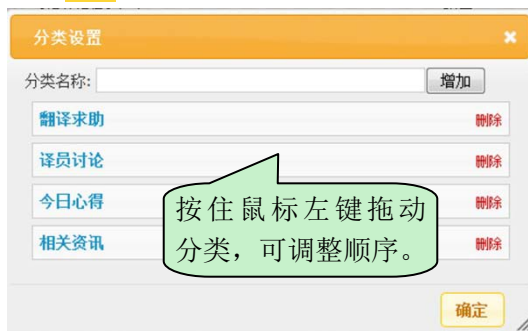 分类设置
分类名称:
增加
翻译求助 删除
译员讨论 删除
今日心得 删除
相关资讯 删除
按住鼠标左键拖动
分类，可调整顺序。
确定